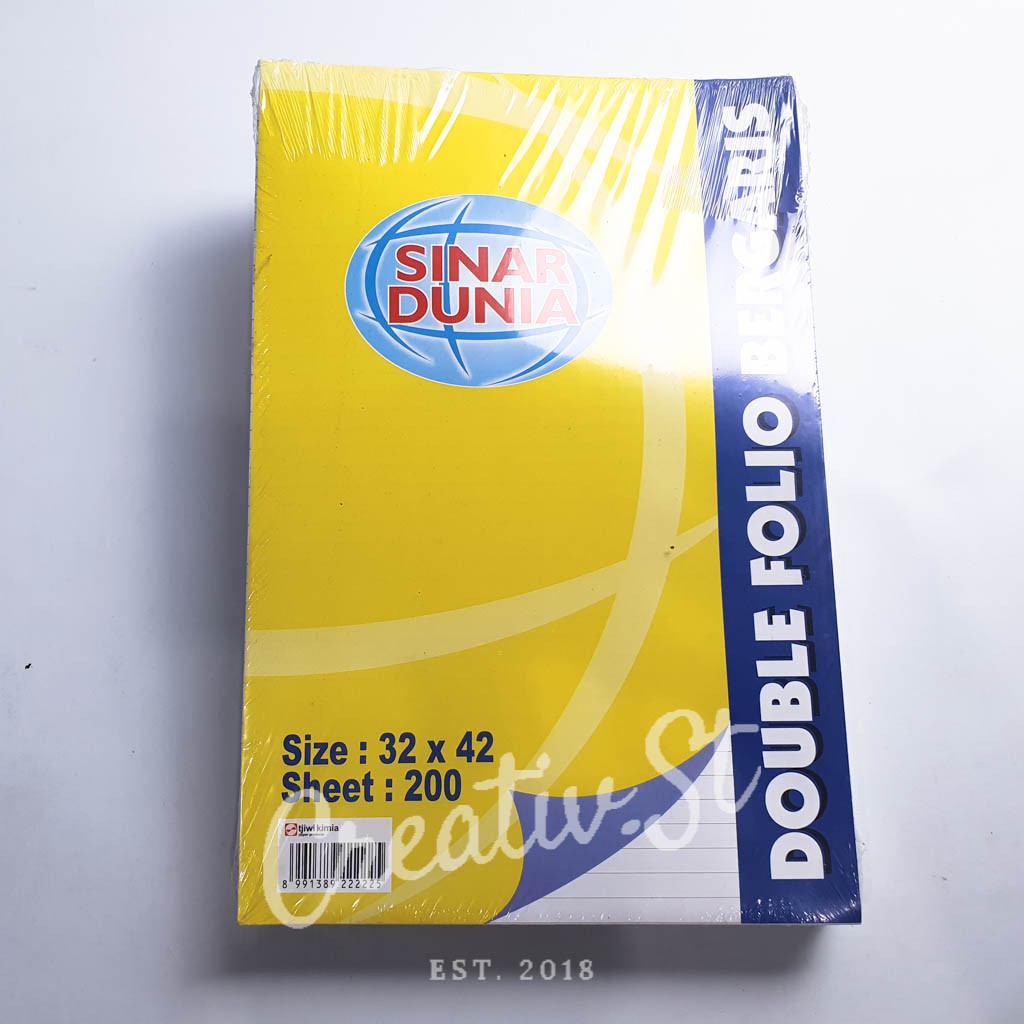 SINAR
DUNIA
DOUBLE FOLIO BERGARIS
Size : 32 x 42
Sheet : 200
tjiwi kimia
8 991389 222225
Creativ.St
EST. 2018